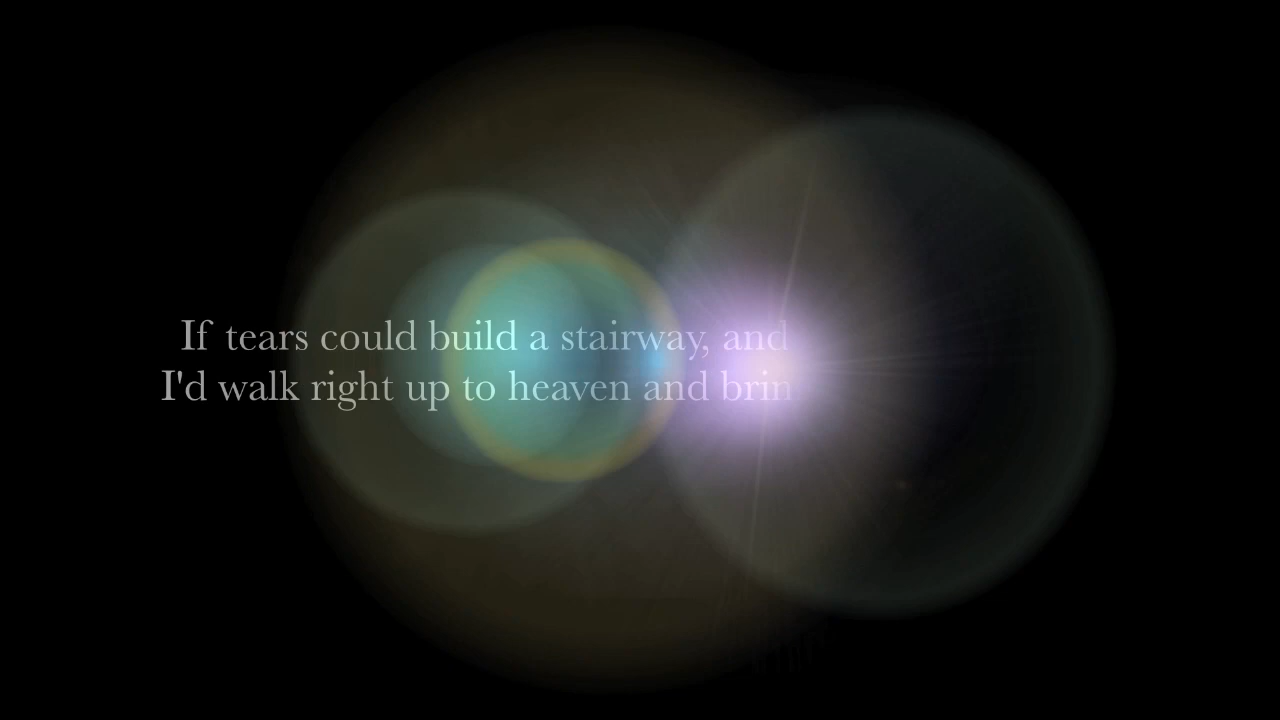 If tears could build a stairway, and
I'd walk right up to heaven and brin